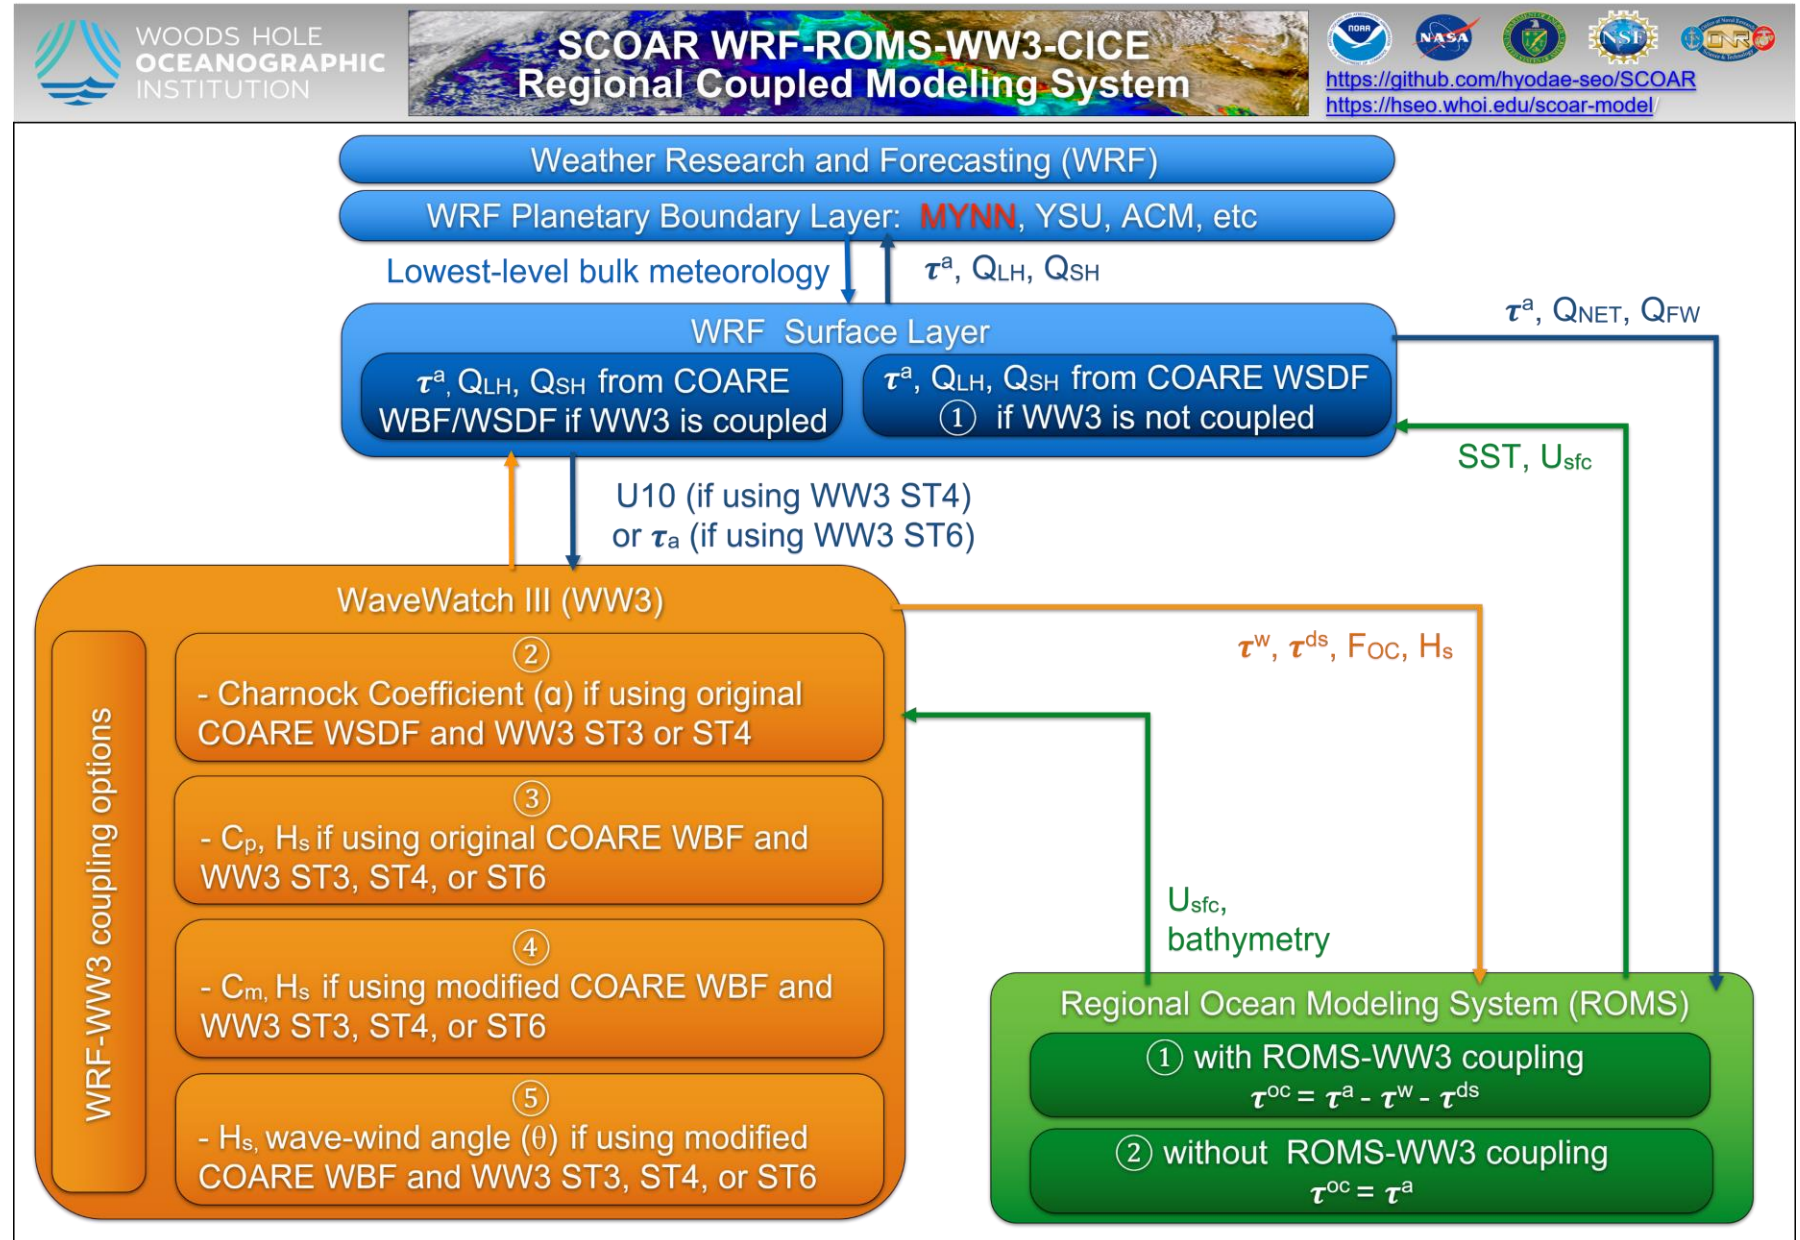 WOODS HOLE
OCEANOGRAPHIC
INSTITUTION
SCOAR WRF-ROMS-WW3-CICE
Regional Coupled Modeling System
NOAA
NASA
NSF
ONR
https://github.com/hyodae-seo/SCOAR
https://hseo.whoi.edu/scoar-model/
Weather Research and Forecasting (WRF)
WRF Planetary Boundary Layer: MYNN, YSU, ACM, etc
Lowest-level bulk meteorology
τᵃ, QLH, QSH
WRF Surface Layer
τᵃ, QLH, QSH from COARE
WBF/WSDF if WW3 is coupled
τᵃ, QLH, QSH from COARE WSDF
① if WW3 is not coupled
τᵃ, QNET, QFW
SST, Usfc
U10 (if using WW3 ST4)
or τa (if using WW3 ST6)
WaveWatch III (WW3)
WRF-WW3 coupling options
②
- Charnock Coefficient (α) if using original
COARE WSDF and WW3 ST3 or ST4
③
- Cp, Hs if using original COARE WBF and
WW3 ST3, ST4, or ST6
④
- Cm, Hs if using modified COARE WBF and
WW3 ST3, ST4, or ST6
⑤
- Hs, wave-wind angle (θ) if using modified
COARE WBF and WW3 ST3, ST4, or ST6
τʷ, τᵈˢ, FOC, Hs
Usfc,
bathymetry
Regional Ocean Modeling System (ROMS)
① with ROMS-WW3 coupling
τᵒᶜ = τᵃ - τʷ - τᵈˢ
② without ROMS-WW3 coupling
τᵒᶜ = τᵃ